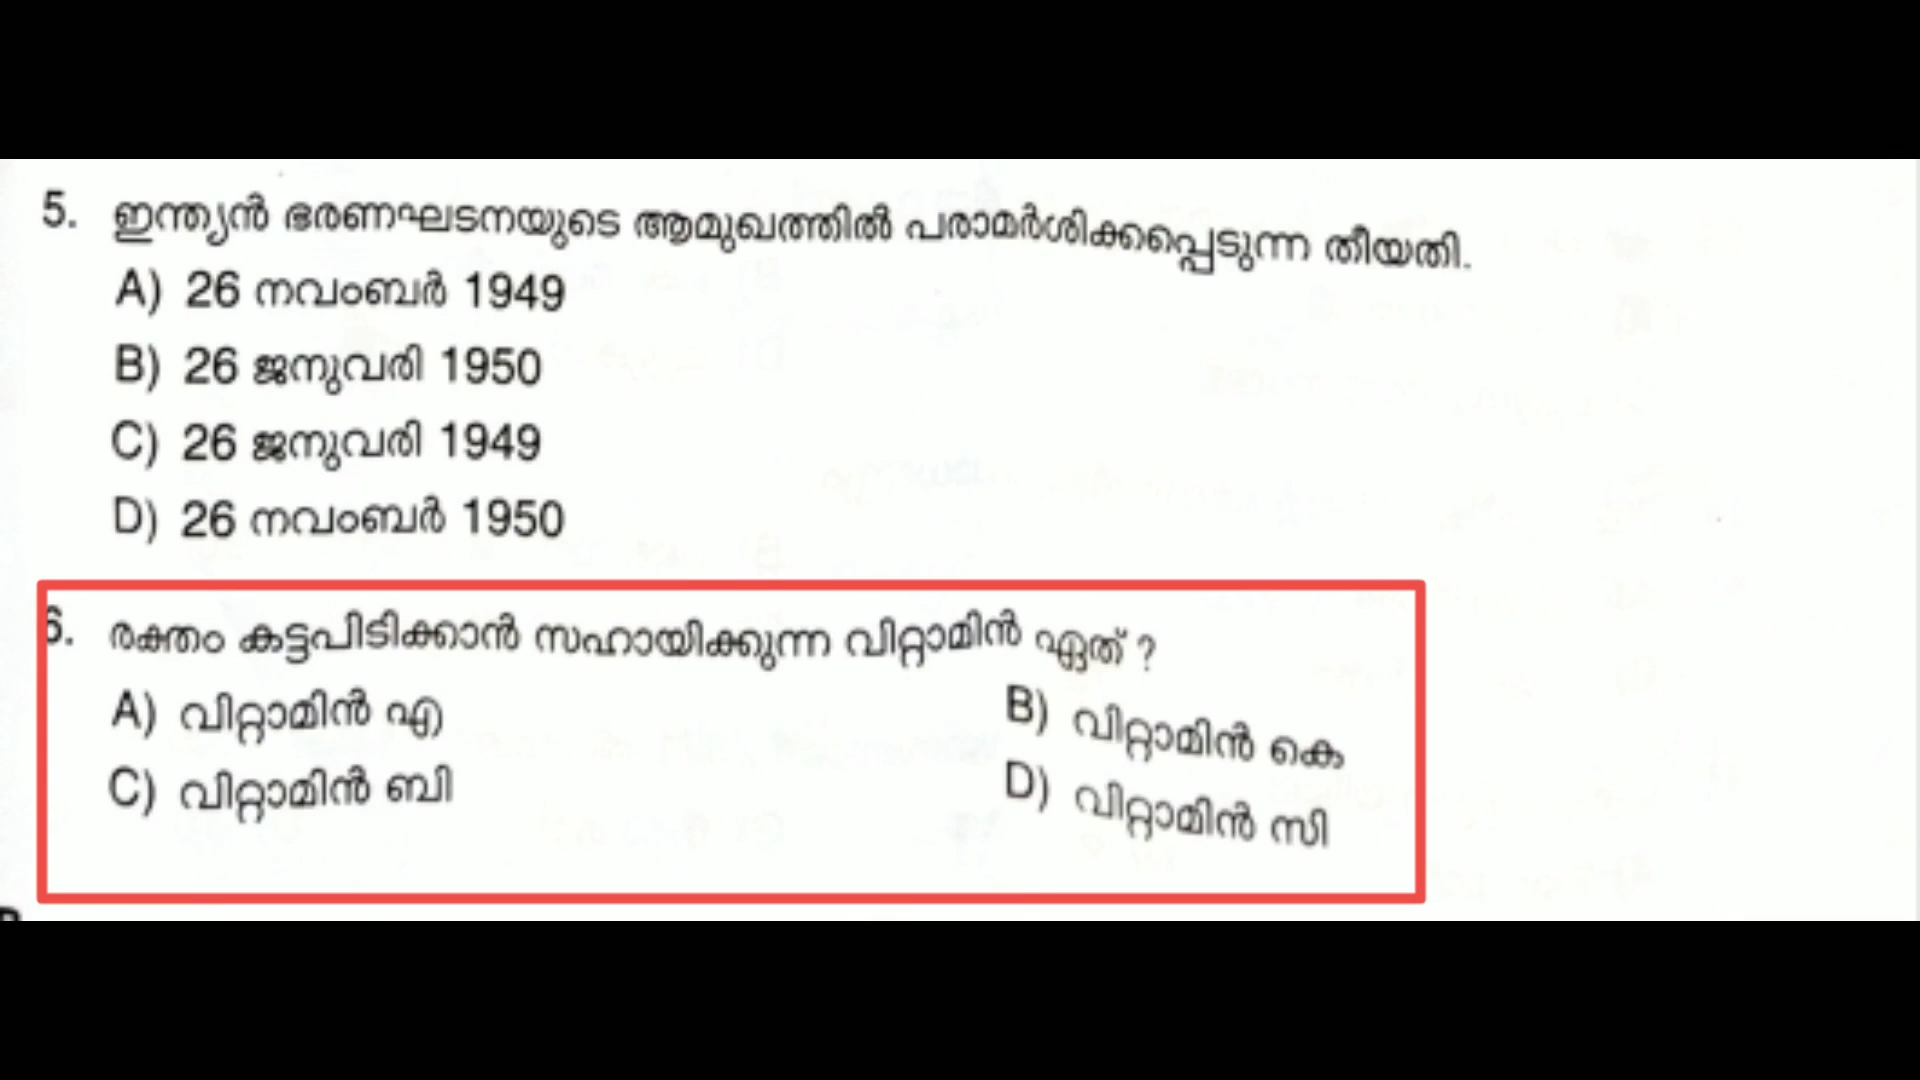 5. ഇന്ത്യൻ ഭരണഘടനയുടെ ആമുഖത്തിൽ പരാമർശിക്കപ്പെടുന്ന തീയതി.
A) 26 നവംബർ 1949
B) 26 ജനുവരി 1950
C) 26 ജനുവരി 1949
D) 26 നവംബർ 1950
6. രക്തം കട്ടപിടിക്കാൻ സഹായിക്കുന്ന വിറ്റാമിൻ ഏത് ?
A) വിറ്റാമിൻ എ B) വിറ്റാമിൻ കെ
C) വിറ്റാമിൻ ബി D) വിറ്റാമിൻ സി